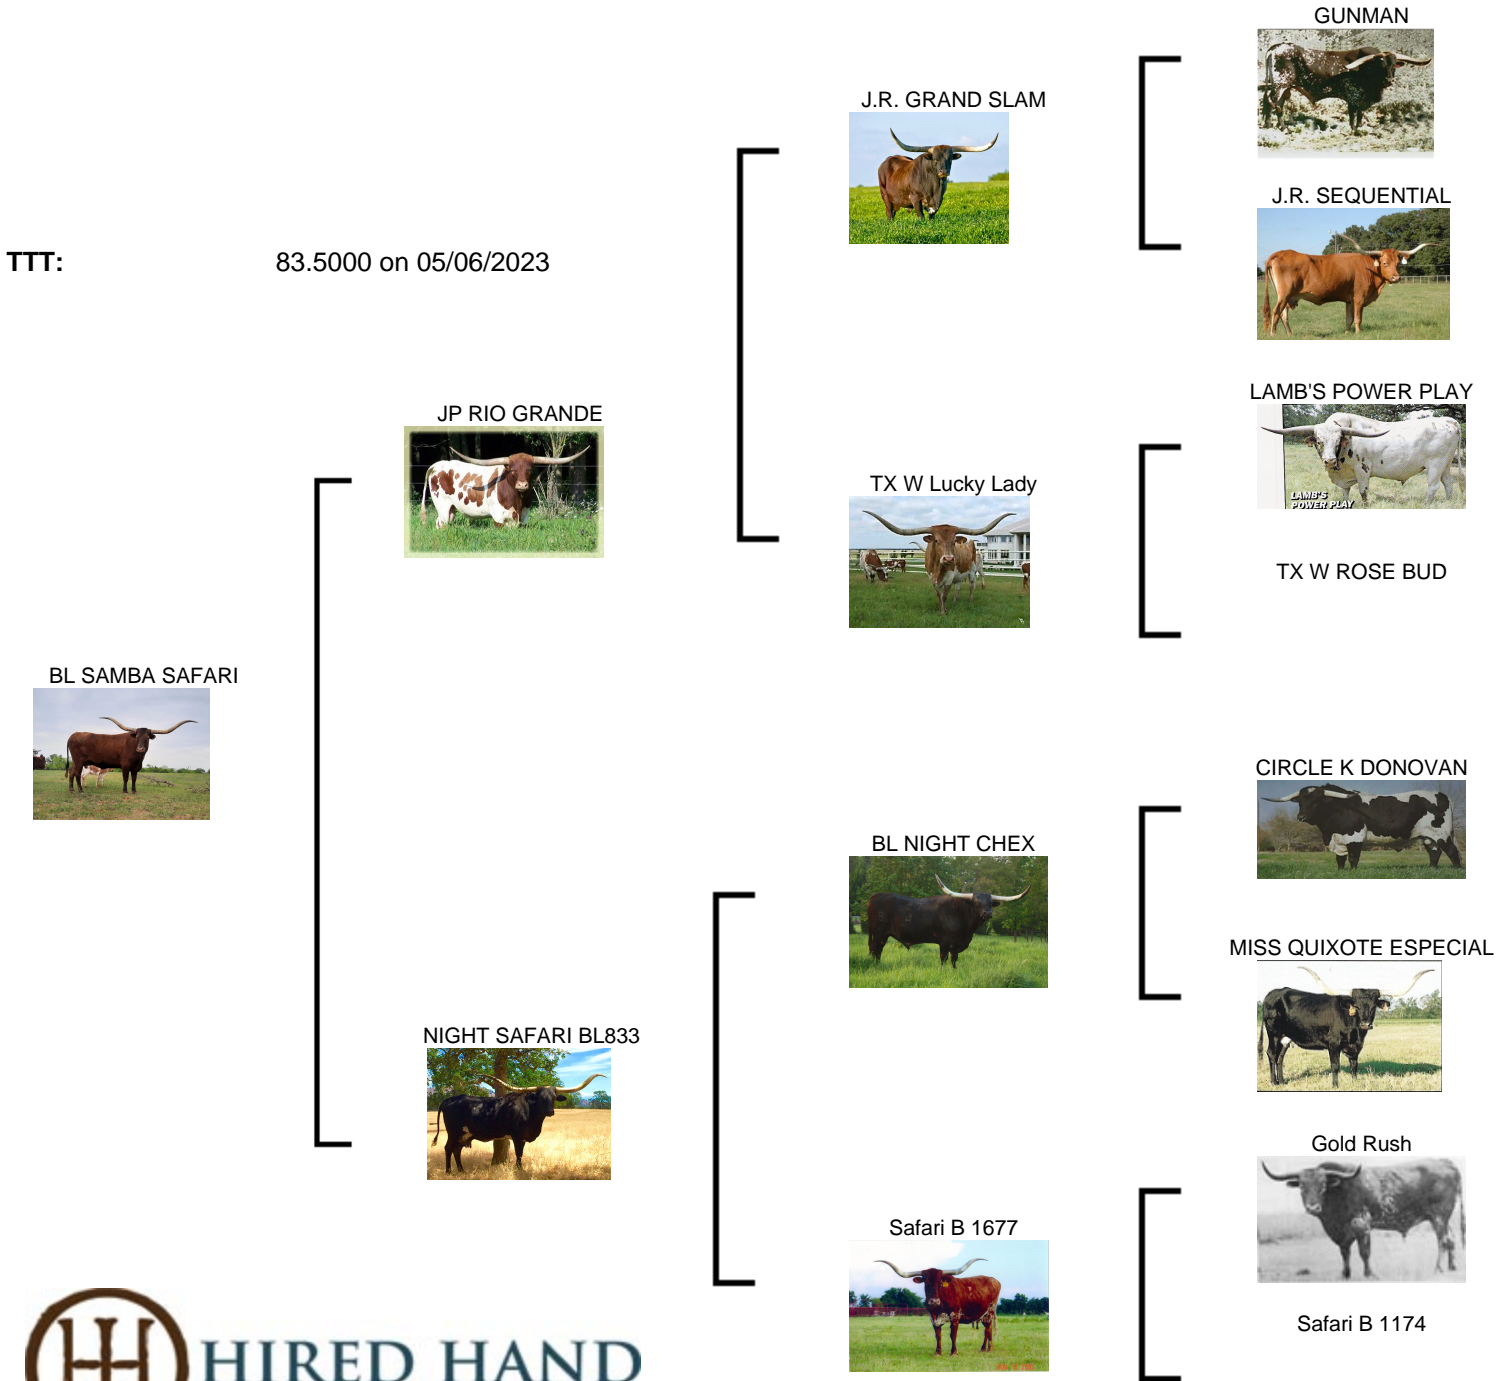 GUNMAN
J.R. GRAND SLAM
J.R. SEQUENTIAL
TTT: 83.5000 on 05/06/2023
LAMB'S POWER PLAY
JP RIO GRANDE
LAMB'S
POWER PLAY
TX W Lucky Lady
TX W ROSE BUD
BL SAMBA SAFARI
CIRCLE K DONOVAN
BL NIGHT CHEX
MISS QUIXOTE ESPECIAL
NIGHT SAFARI BL833
Gold Rush
Safari B 1677
Safari B 1174
HIRED HAND